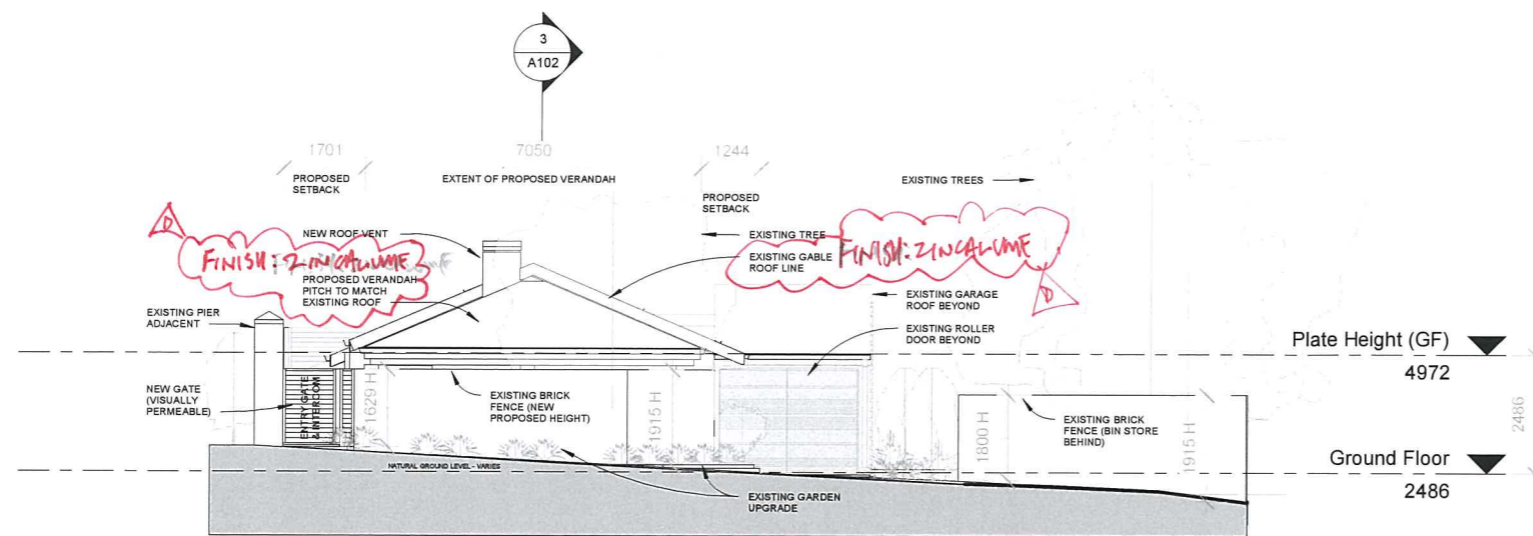 3
A102
1701
7050
1244
PROPOSED
SETBACK
EXTENT OF PROPOSED VERANDAH
PROPOSED
SETBACK
EXISTING TREES
D
FINISH: ZINCALUME
NEW ROOF VENT
PROPOSED VERANDAH
PITCH TO MATCH
EXISTING ROOF
EXISTING TREE
EXISTING GABLE
ROOF LINE
FINISH: ZINCALUME
D
EXISTING GARAGE
ROOF BEYOND
EXISTING PIER
ADJACENT
EXISTING ROLLER
DOOR BEYOND
Plate Height (GF)
4972
NEW GATE
(VISUALLY
PERMEABLE)
ENTRY GATE
& INTERCOM
1629 H
EXISTING BRICK
FENCE (NEW
PROPOSED HEIGHT)
1915 H
1800 H
EXISTING BRICK
FENCE (BIN STORE
BEHIND)
1915 H
2486
NATURAL GROUND LEVEL - VARIES
Ground Floor
2486
EXISTING GARDEN
UPGRADE